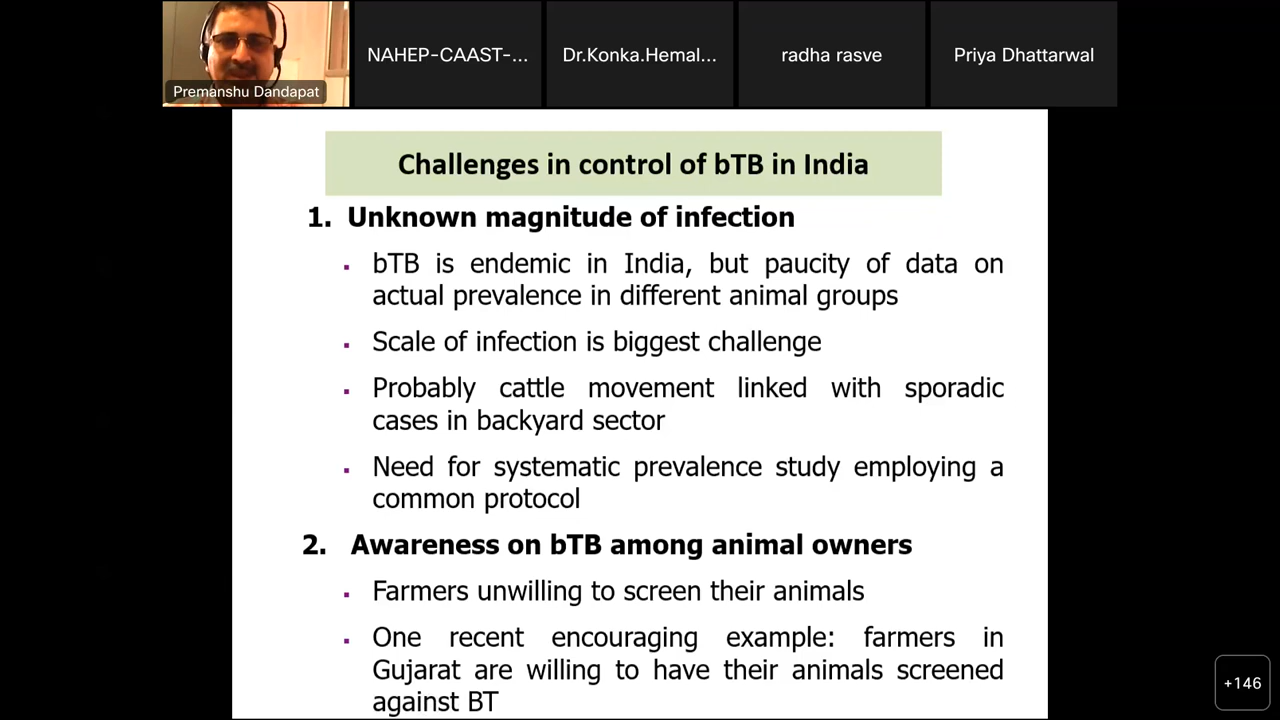 NAHEP-CAAST-...
Dr.Konka.Hemal...
radha rasve
Priya Dhattarwal
Premanshu Dandapat
Challenges in control of bTB in India
1. Unknown magnitude of infection
▪ bTB is endemic in India, but paucity of data on
actual prevalence in different animal groups
▪ Scale of infection is biggest challenge
▪ Probably cattle movement linked with sporadic
cases in backyard sector
▪ Need for systematic prevalence study employing a
common protocol
2. Awareness on bTB among animal owners
▪ Farmers unwilling to screen their animals
▪ One recent encouraging example: farmers in
Gujarat are willing to have their animals screened
against BT
+146